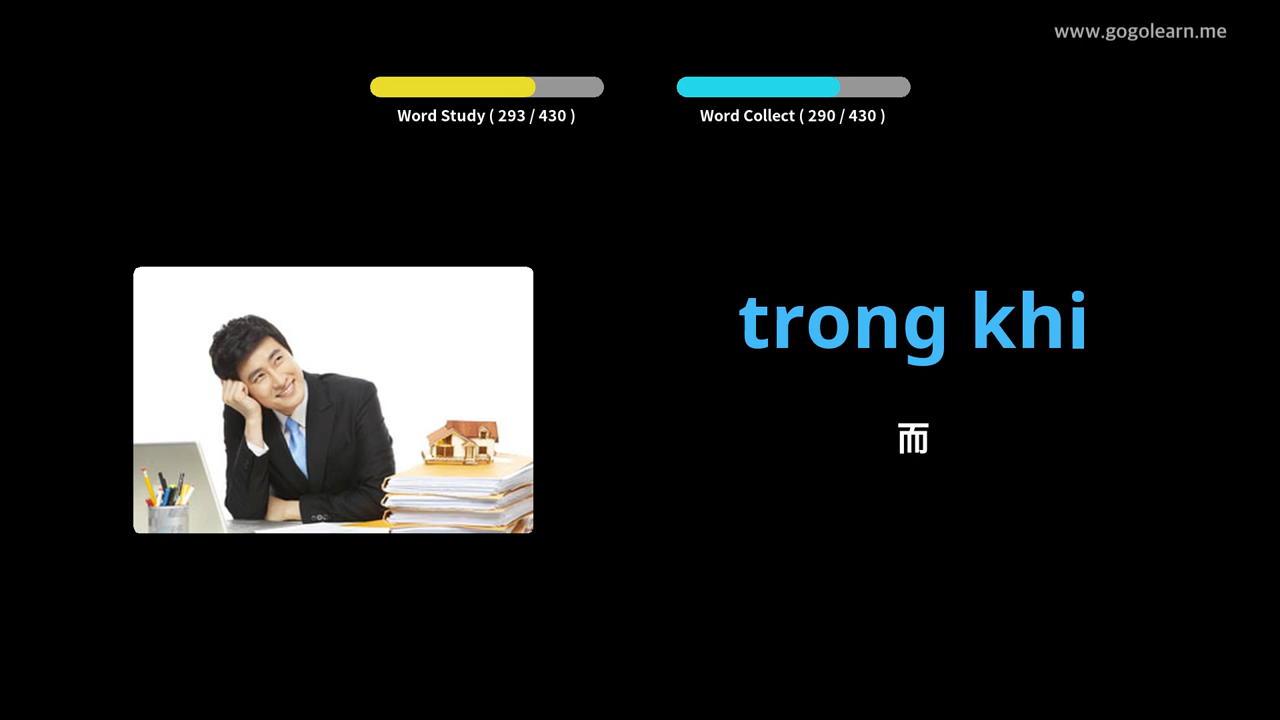 www.gogolearn.me
Word Study ( 293 / 430 )
Word Collect ( 290 / 430 )
trong khi
而